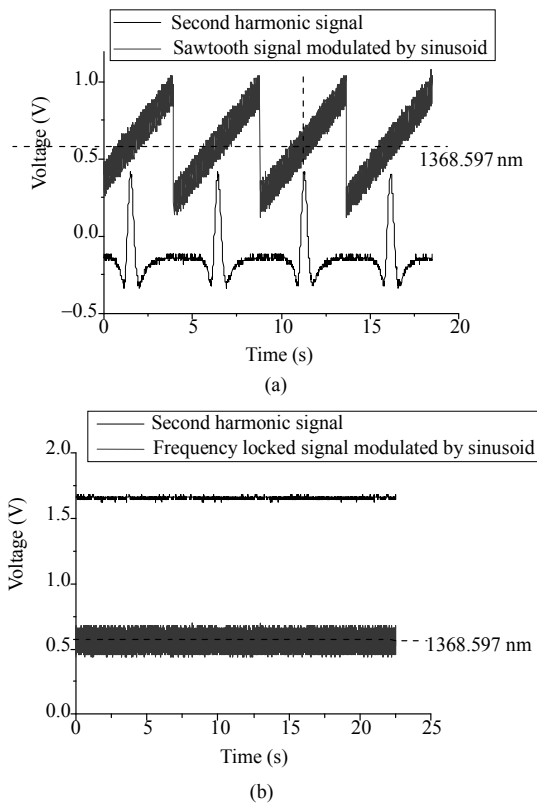 Second harmonic signal
Sawtooth signal modulated by sinusoid
1.0
0.5
0.0
−0.5
Voltage (V)
1368.597 nm
0 5 10 15 20
Time (s)
(a)
Second harmonic signal
Frequency locked signal modulated by sinusoid
2.0
1.5
1.0
0.5
0.0
Voltage (V)
1368.597 nm
0 5 10 15 20 25
Time (s)
(b)